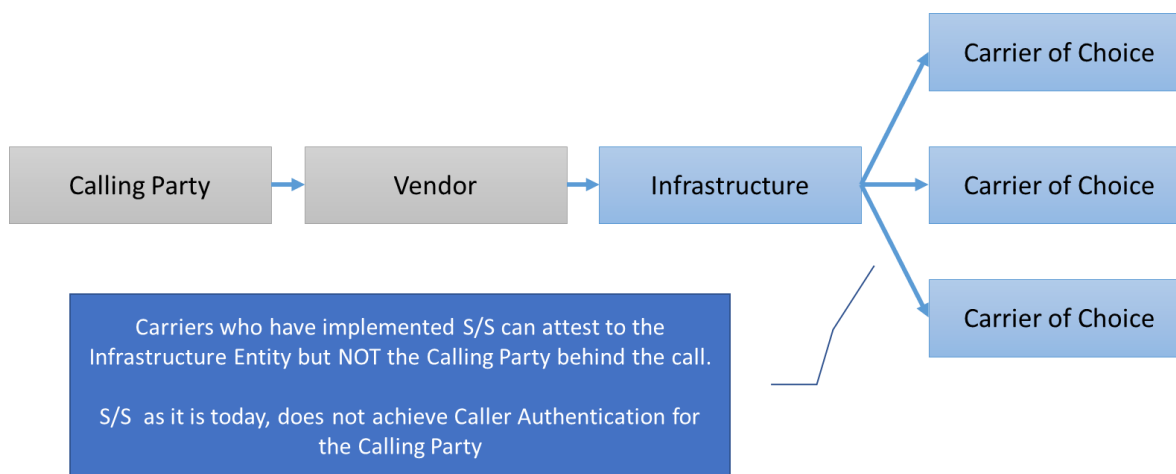 Carrier of Choice
Calling Party
Vendor
Infrastructure
Carrier of Choice
Carrier of Choice
Carriers who have implemented S/S can attest to the
Infrastructure Entity but NOT the Calling Party behind the call.
S/S as it is today, does not achieve Caller Authentication for
the Calling Party